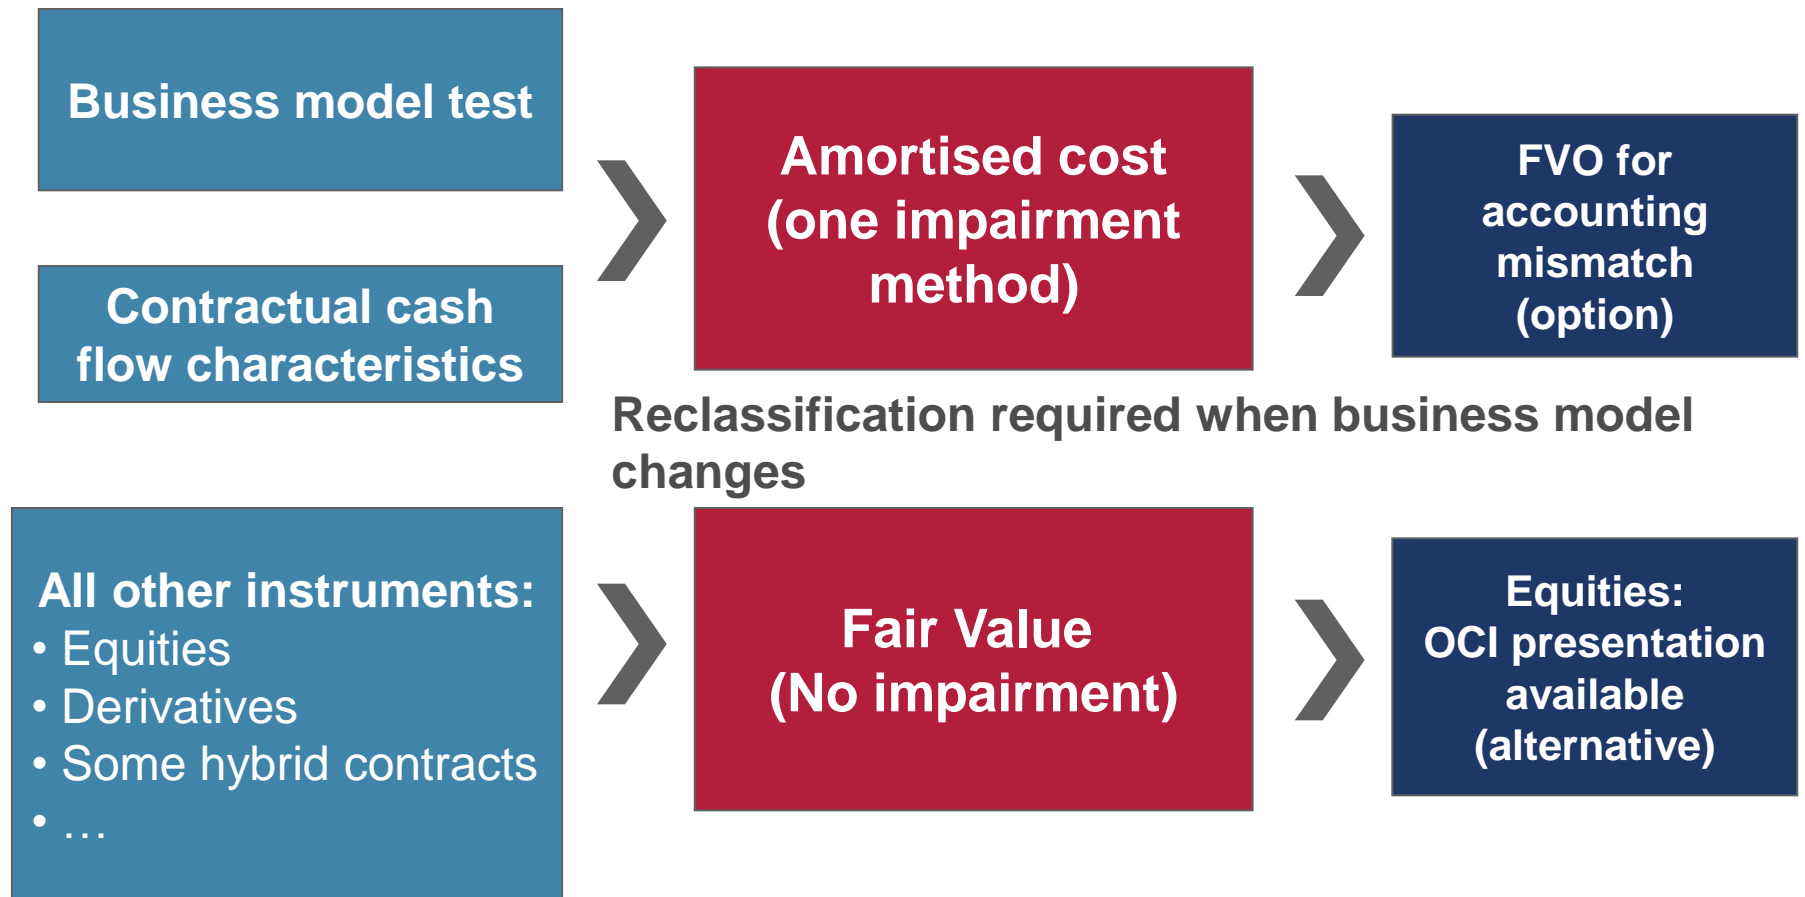 Business model test
Contractual cash
flow characteristics
Amortised cost
(one impairment
method)
FVO for
accounting
mismatch
(option)
Reclassification required when business model
changes
All other instruments:
• Equities
• Derivatives
• Some hybrid contracts
• …
Fair Value
(No impairment)
Equities:
OCI presentation
available
(alternative)